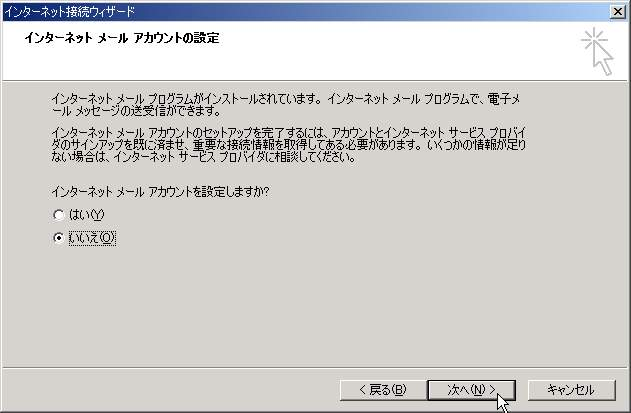 インターネット接続ウィザード
インターネット メール アカウントの設定
インターネット メール プログラムがインストールされています。インターネット メール プログラムで、電子メ
ール メッセージの送受信ができます。
インターネット メール アカウントのセットアップを完了するには、アカウントとインターネット サービス プロバイ
ダのサインアップを既に済ませ、重要な接続情報を取得してある必要があります。いくつかの情報が足り
ない場合は、インターネット サービス プロバイダに相談してください。
インターネット メール アカウントを設定しますか?
はい(Y)
いいえ(O)
< 戻る(B)
次へ(N) >
キャンセル